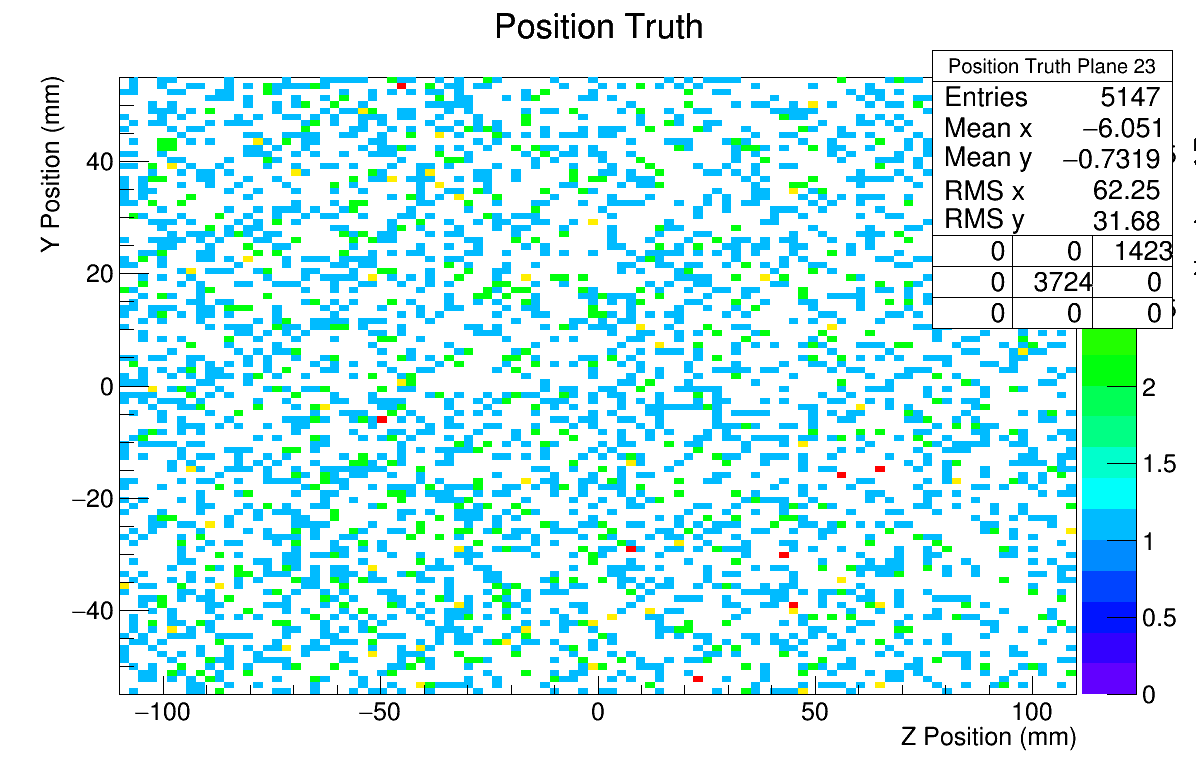 Position Truth
Position Truth Plane 23
Entries 5147
Mean x −6.051
Mean y −0.7319
RMS x 62.25
RMS y 31.68
0 0 1423
0 3724 0
0 0 0
Y Position (mm)
40
20
0
−20
−40
2
1.5
1
0.5
0
−100 −50 0 50 100
Z Position (mm)